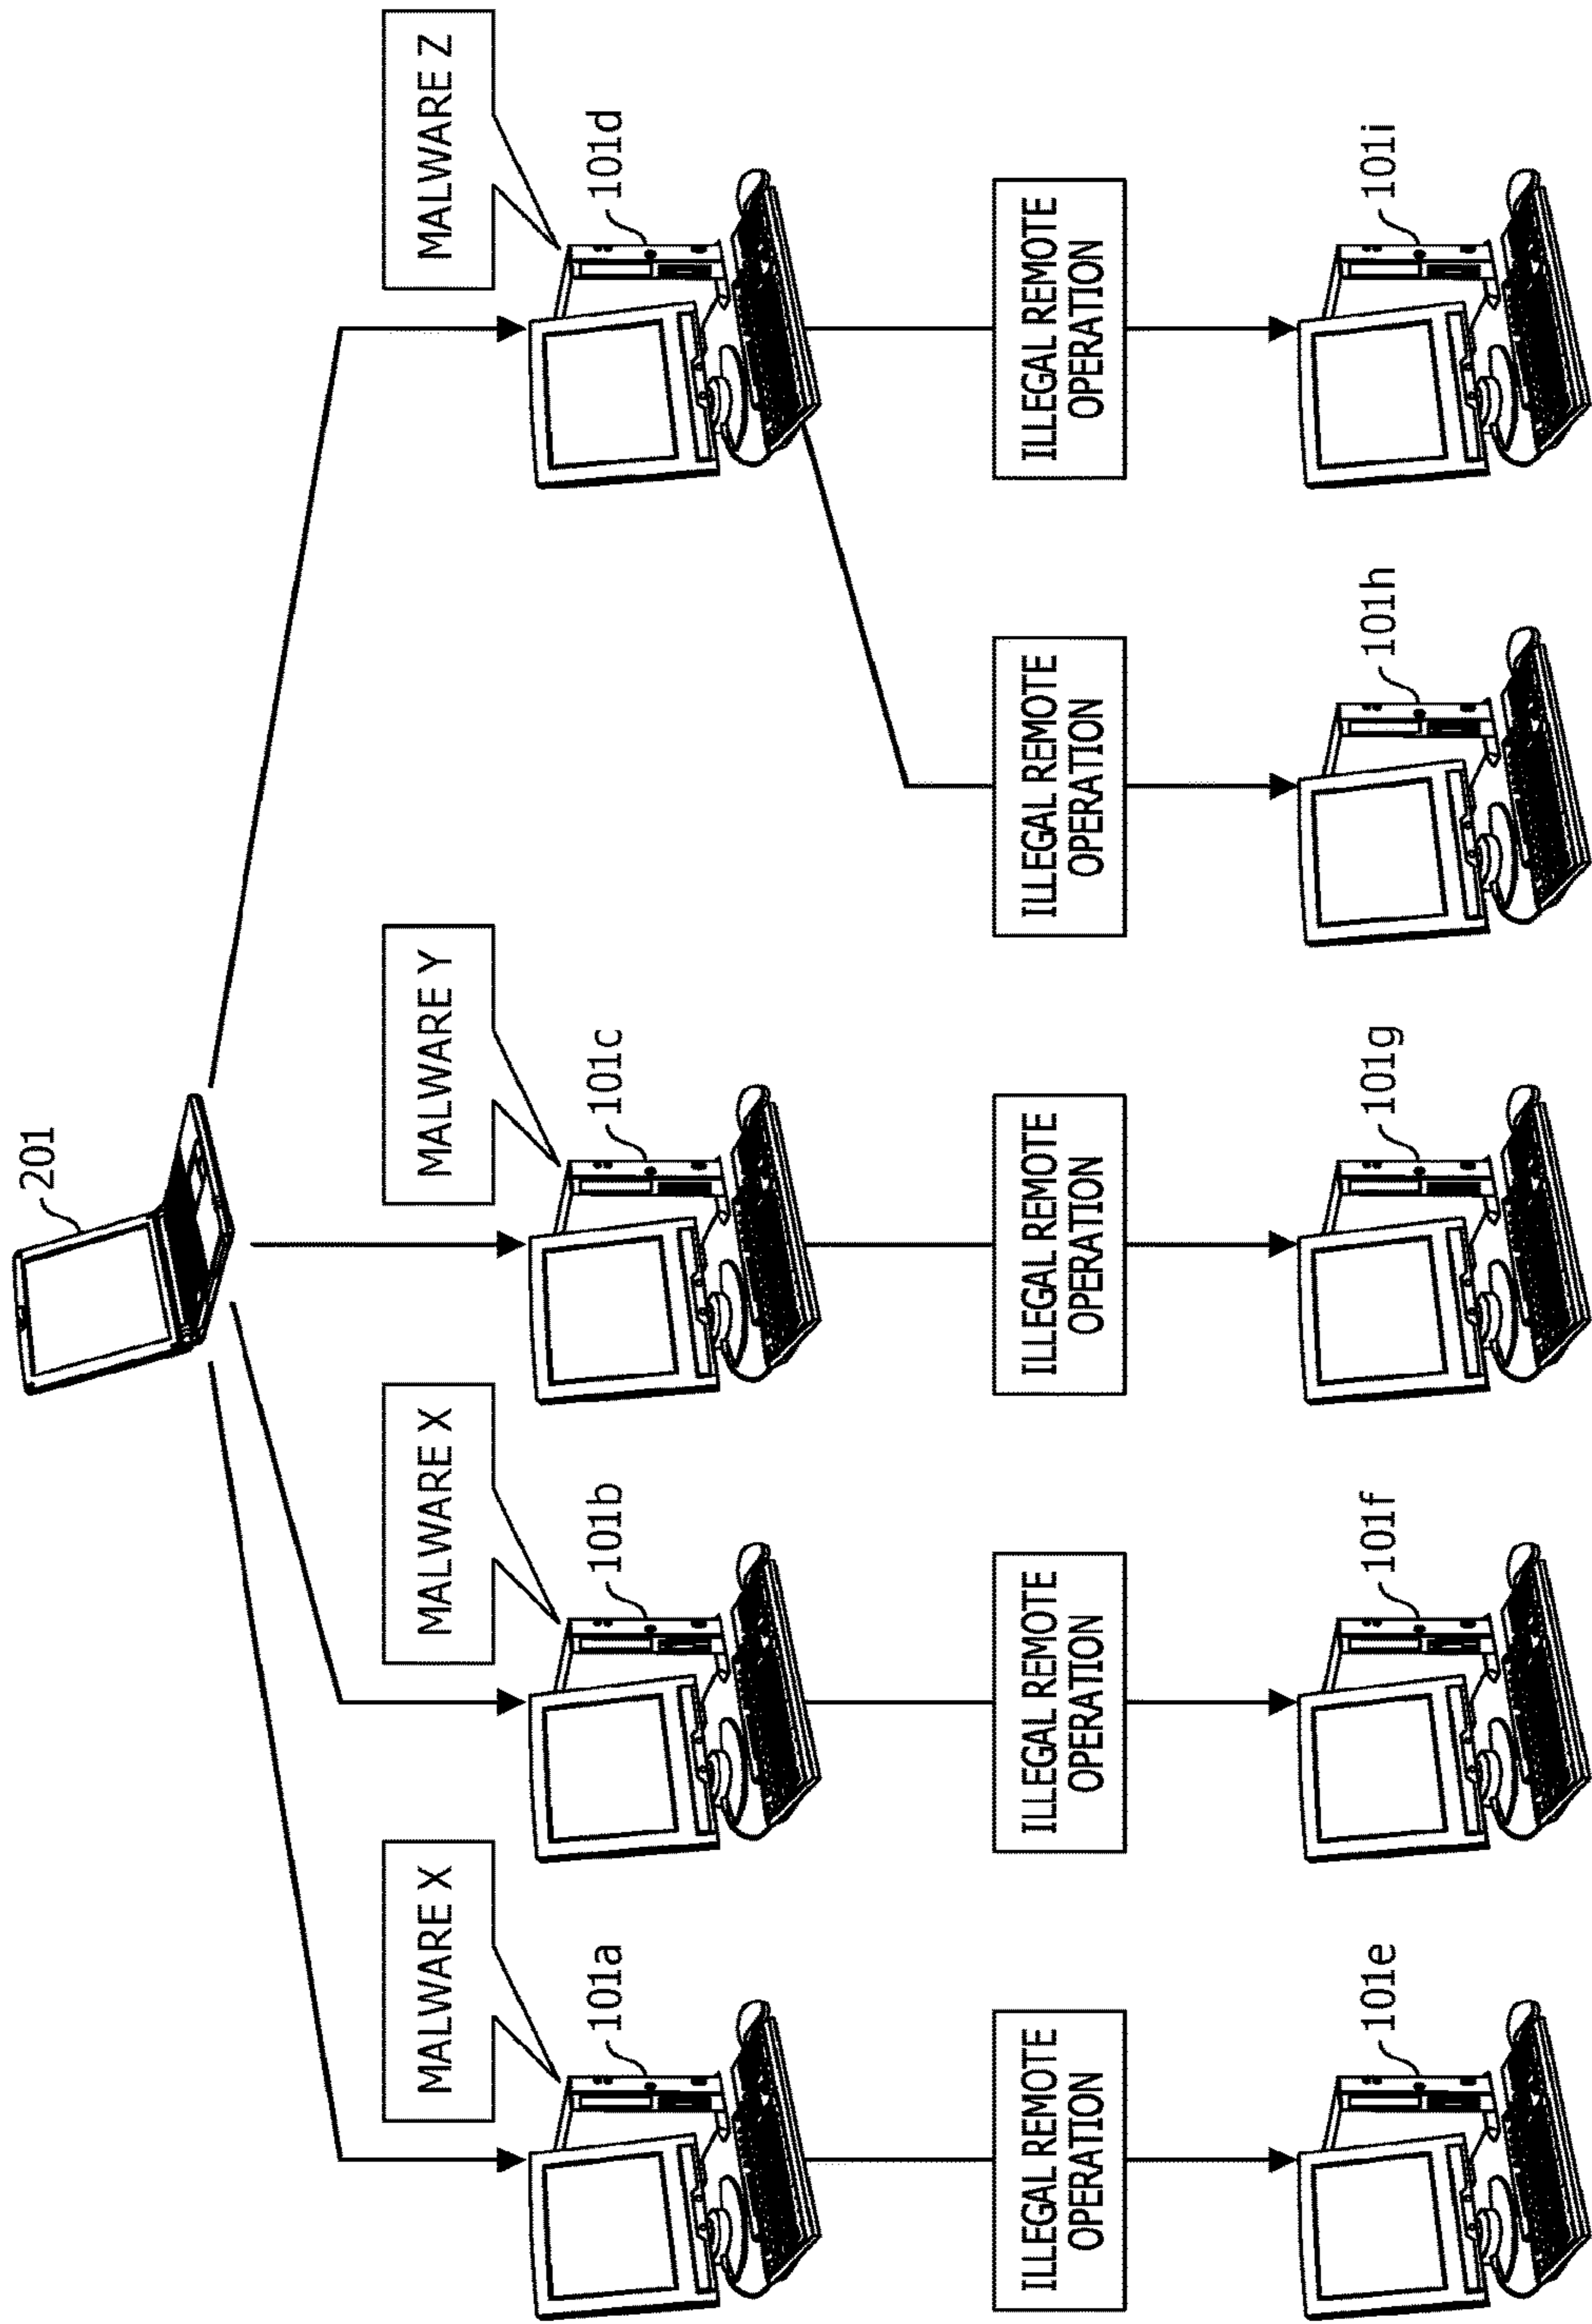 201
MALWARE X
MALWARE X
MALWARE Y
MALWARE Z
101a
101b
101c
101d
ILLEGAL REMOTE
OPERATION
ILLEGAL REMOTE
OPERATION
ILLEGAL REMOTE
OPERATION
ILLEGAL REMOTE
OPERATION
ILLEGAL REMOTE
OPERATION
101e
101f
101g
101h
101i